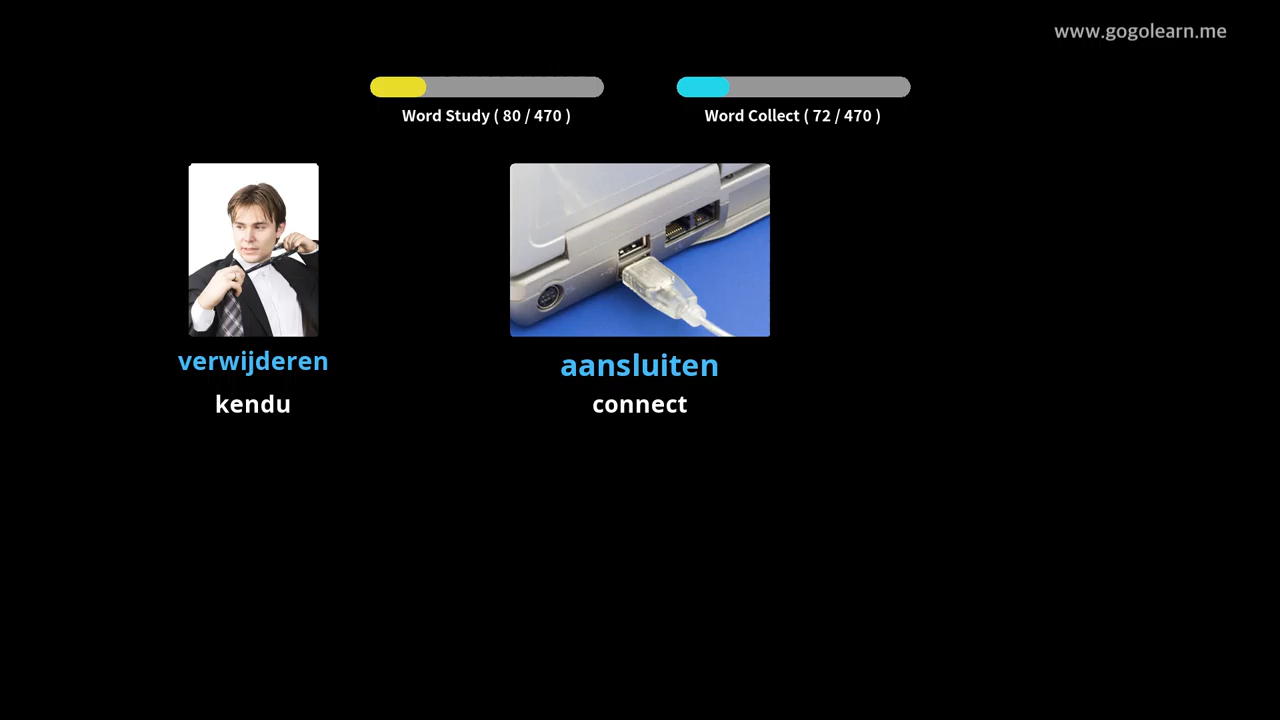 www.gogolearn.me
Word Study ( 80 / 470 )
Word Collect ( 72 / 470 )
verwijderen
kendu
aansluiten
connect